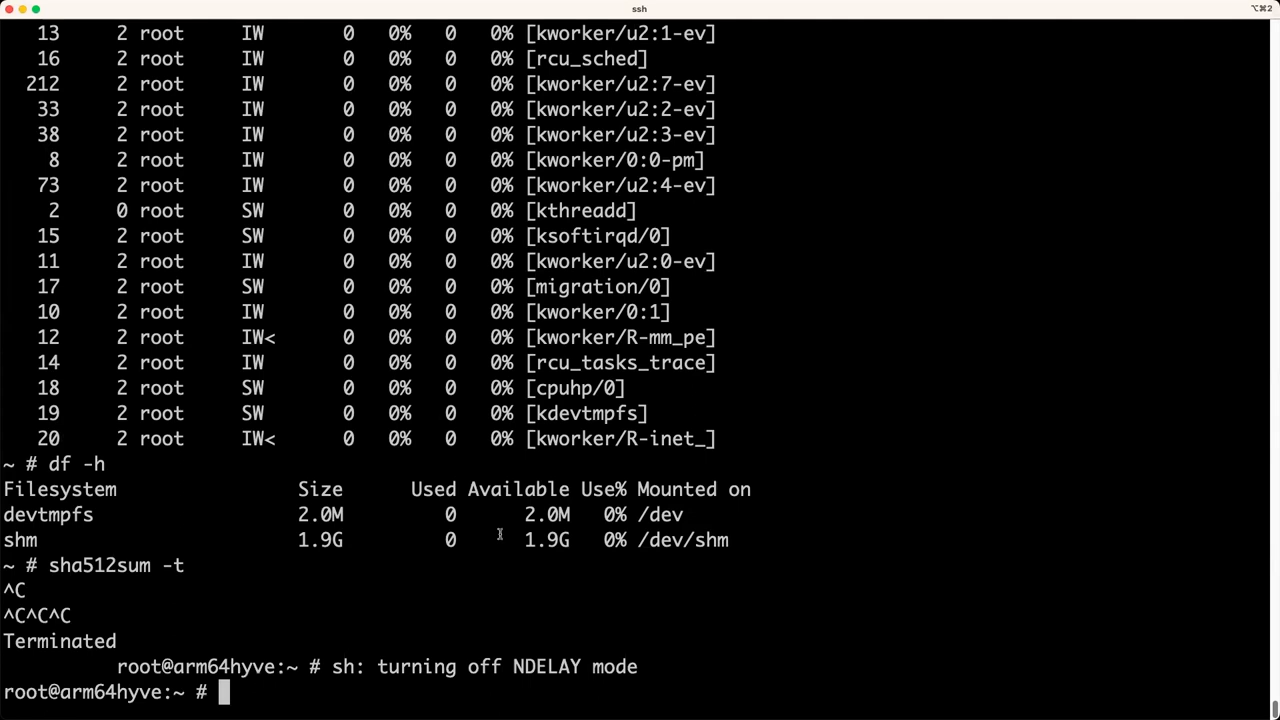 ssh
⌥⌘2
13 2 root IW 0 0% 0 0% [kworker/u2:1-ev]
16 2 root IW 0 0% 0 0% [rcu_sched]
212 2 root IW 0 0% 0 0% [kworker/u2:7-ev]
33 2 root IW 0 0% 0 0% [kworker/u2:2-ev]
38 2 root IW 0 0% 0 0% [kworker/u2:3-ev]
8 2 root IW 0 0% 0 0% [kworker/0:0-pm]
73 2 root IW 0 0% 0 0% [kworker/u2:4-ev]
2 0 root SW 0 0% 0 0% [kthreadd]
15 2 root SW 0 0% 0 0% [ksoftirqd/0]
11 2 root IW 0 0% 0 0% [kworker/u2:0-ev]
17 2 root SW 0 0% 0 0% [migration/0]
10 2 root IW 0 0% 0 0% [kworker/0:1]
12 2 root IW< 0 0% 0 0% [kworker/R-mm_pe]
14 2 root IW 0 0% 0 0% [rcu_tasks_trace]
18 2 root SW 0 0% 0 0% [cpuhp/0]
19 2 root SW 0 0% 0 0% [kdevtmpfs]
20 2 root IW< 0 0% 0 0% [kworker/R-inet_]
~ # df -h
Filesystem Size Used Available Use% Mounted on
devtmpfs 2.0M 0 2.0M 0% /dev
shm 1.9G 0 1.9G 0% /dev/shm
~ # sha512sum -t
^C
^C^C^C
Terminated
root@arm64hyve:~ # sh: turning off NDELAY mode
root@arm64hyve:~ #